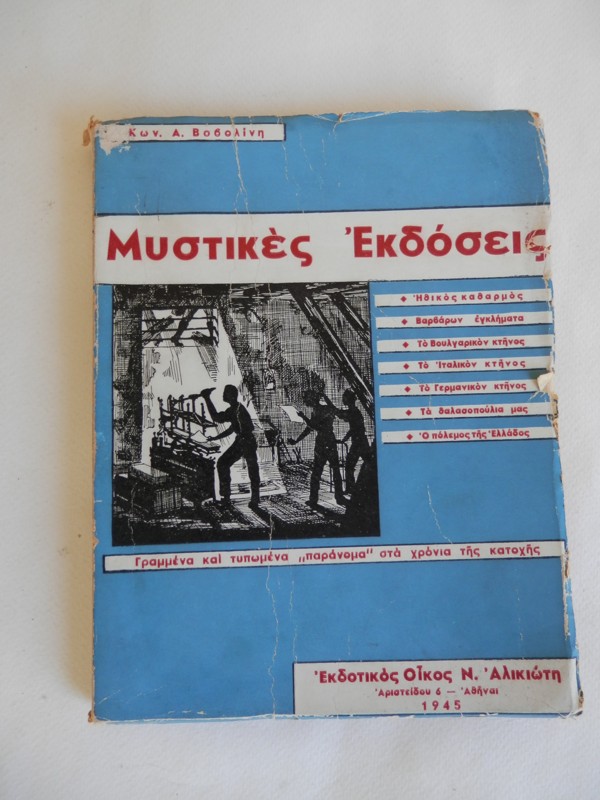 Κων. Α. Βοβολίνη
Μυστικὲς Ἐκδόσεις
◆ Ἠθικὸς καθαρμὸς
◆ Βαρβάρων ἐγκλήματα
◆ Τὸ Βουλγαρικὸν κτῆνος
◆ Τὸ Ἰταλικὸν κτῆνος
◆ Τὸ Γερμανικὸν κτῆνος
◆ Τὰ θαλασοπούλια μας
◆ Ὁ πόλεμος τῆς Ἑλλάδος
Γραμμένα καὶ τυπωμένα „παράνομα" στὰ χρόνια τῆς κατοχῆς
Ἐκδοτικὸς Οἶκος Ν. Ἀλικιώτη
Ἀριστείδου 6 — Ἀθῆναι
1945